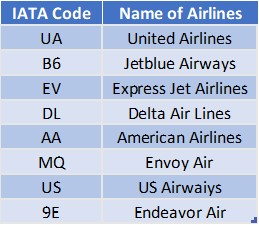 IATA Code Name of Airlines
UA United Airlines
B6 Jetblue Airways
EV Express Jet Airlines
DL Delta Air Lines
AA American Airlines
MQ Envoy Air
US US Airwaiys
9E Endeavor Air